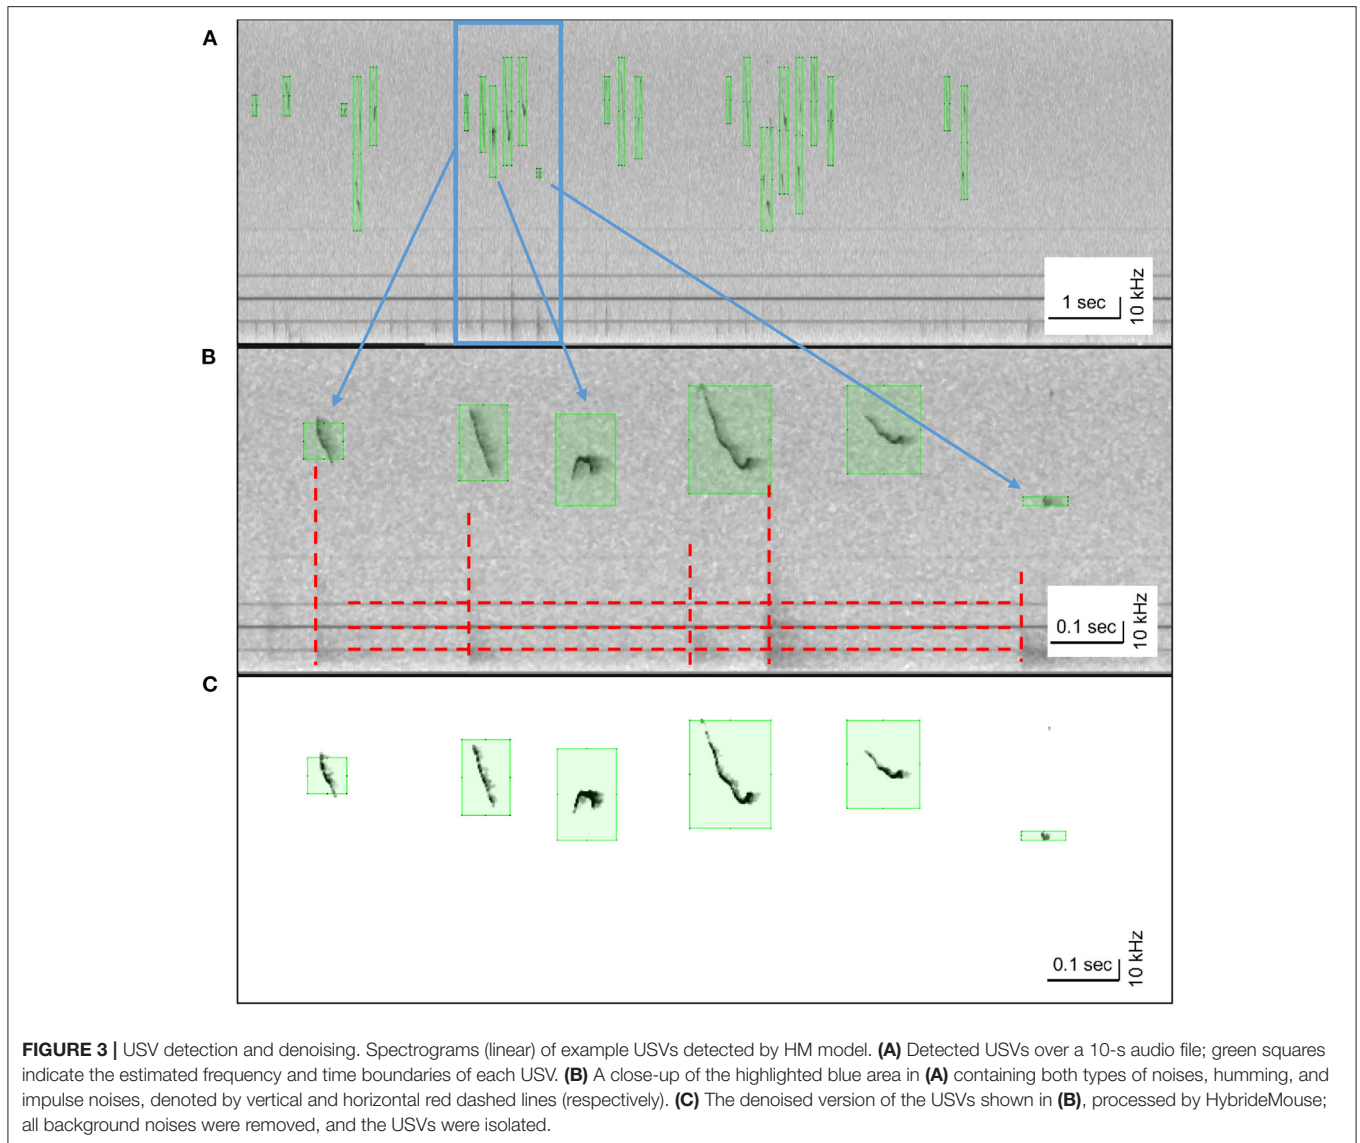 A
1 sec
10 kHz
B
0.1 sec
10 kHz
C
0.1 sec
10 kHz
FIGURE 3 | USV detection and denoising. Spectrograms (linear) of example USVs detected by HM model. (A) Detected USVs over a 10-s audio file; green squares
indicate the estimated frequency and time boundaries of each USV. (B) A close-up of the highlighted blue area in (A) containing both types of noises, humming, and
impulse noises, denoted by vertical and horizontal red dashed lines (respectively). (C) The denoised version of the USVs shown in (B), processed by HybrideMouse;
all background noises were removed, and the USVs were isolated.